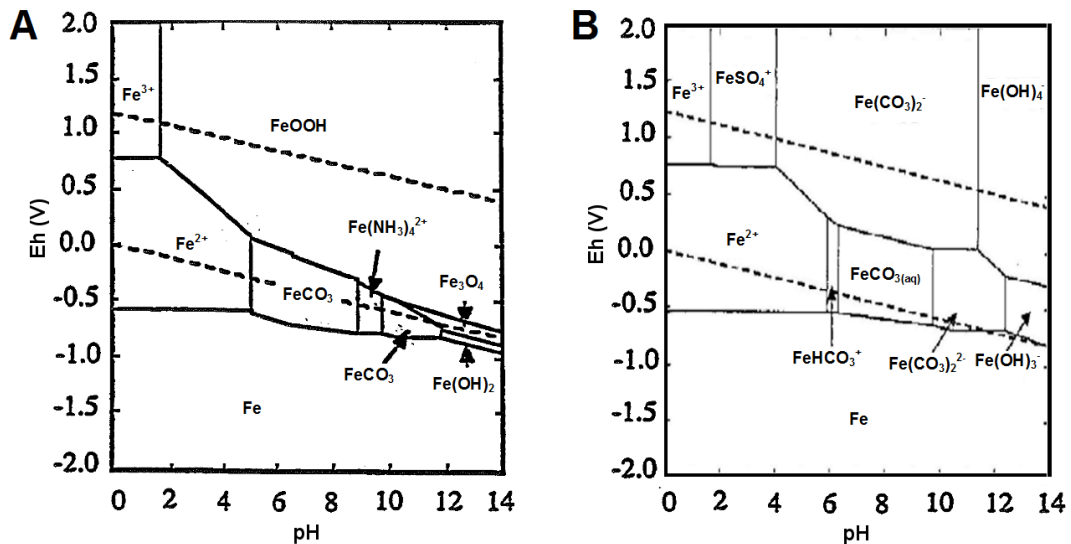 A
2.0
1.5
1.0
0.5
0.0
-0.5
-1.0
-1.5
-2.0
Eh (V)
Fe³⁺
FeOOH
Fe(NH₃)₄²⁺
Fe²⁺
Fe₃O₄
FeCO₃
FeCO₃
Fe(OH)₂
Fe
0 2 4 6 8 10 12 14
pH
B
2.0
1.5
1.0
0.5
0.0
-0.5
-1.0
-1.5
-2.0
Eh (V)
FeSO₄⁺
Fe³⁺
Fe(CO₃)₂⁻
Fe(OH)₄⁻
Fe²⁺
FeCO₃₍aq₎
FeHCO₃⁺
Fe(CO₃)₂²⁻
Fe(OH)₃⁻
Fe
0 2 4 6 8 10 12 14
pH